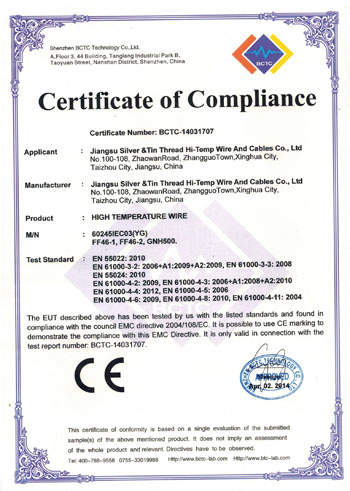 Shenzhen BCTC Technology Co., Ltd.
A.Floor 3, 44 Building, Tanglang Industrial Park B,
Taoyuan Street, Nanshan District, Shenzhen, China
BCTC
Certificate of Compliance
Certificate Number: BCTC-14031707
Applicant : Jiangsu Silver &Tin Thread Hi-Temp Wire And Cables Co., Ltd
No.100-108, ZhaowanRoad, ZhangguoTown,Xinghua City,
Taizhou City, Jiangsu, China
Manufacturer : Jiangsu Silver &Tin Thread Hi-Temp Wire And Cables Co., Ltd
No.100-108, ZhaowanRoad, ZhangguoTown,Xinghua City,
Taizhou City, Jiangsu, China
Product : HIGH TEMPERATURE WIRE
M/N : 60245IEC03(YG)
FF46-1, FF46-2, GNH500.
Test Standard : EN 55022: 2010
EN 61000-3-2: 2006+A1:2009+A2:2009, EN 61000-3-3: 2008
EN 55024: 2010
EN 61000-4-2: 2009, EN 61000-4-3: 2006+A1:2008+A2:2010
EN 61000-4-4: 2012, EN 61000-4-5: 2006
EN 61000-4-6: 2009, EN 61000-4-8: 2010, EN 61000-4-11: 2004
The EUT described above has been tested by us with the listed standards and found in
compliance with the council EMC directive 2004/108/EC. It is possible to use CE marking to
demonstrate the compliance with this EMC Directive. It is only valid in connection with the
test report number: BCTC-14031707.
CE
APPROVED
Apr. 02. 2014
This certificate of conformity is based on a single evaluation of the submitted
sample(s) of the above mentioned product. It does not imply an assessment
of the whole product and relevant Directives have to be observed.
Tel: 400-788-9558 0755-33019988 Http://www.bctc-lab.com Http://www.btc-lab.com